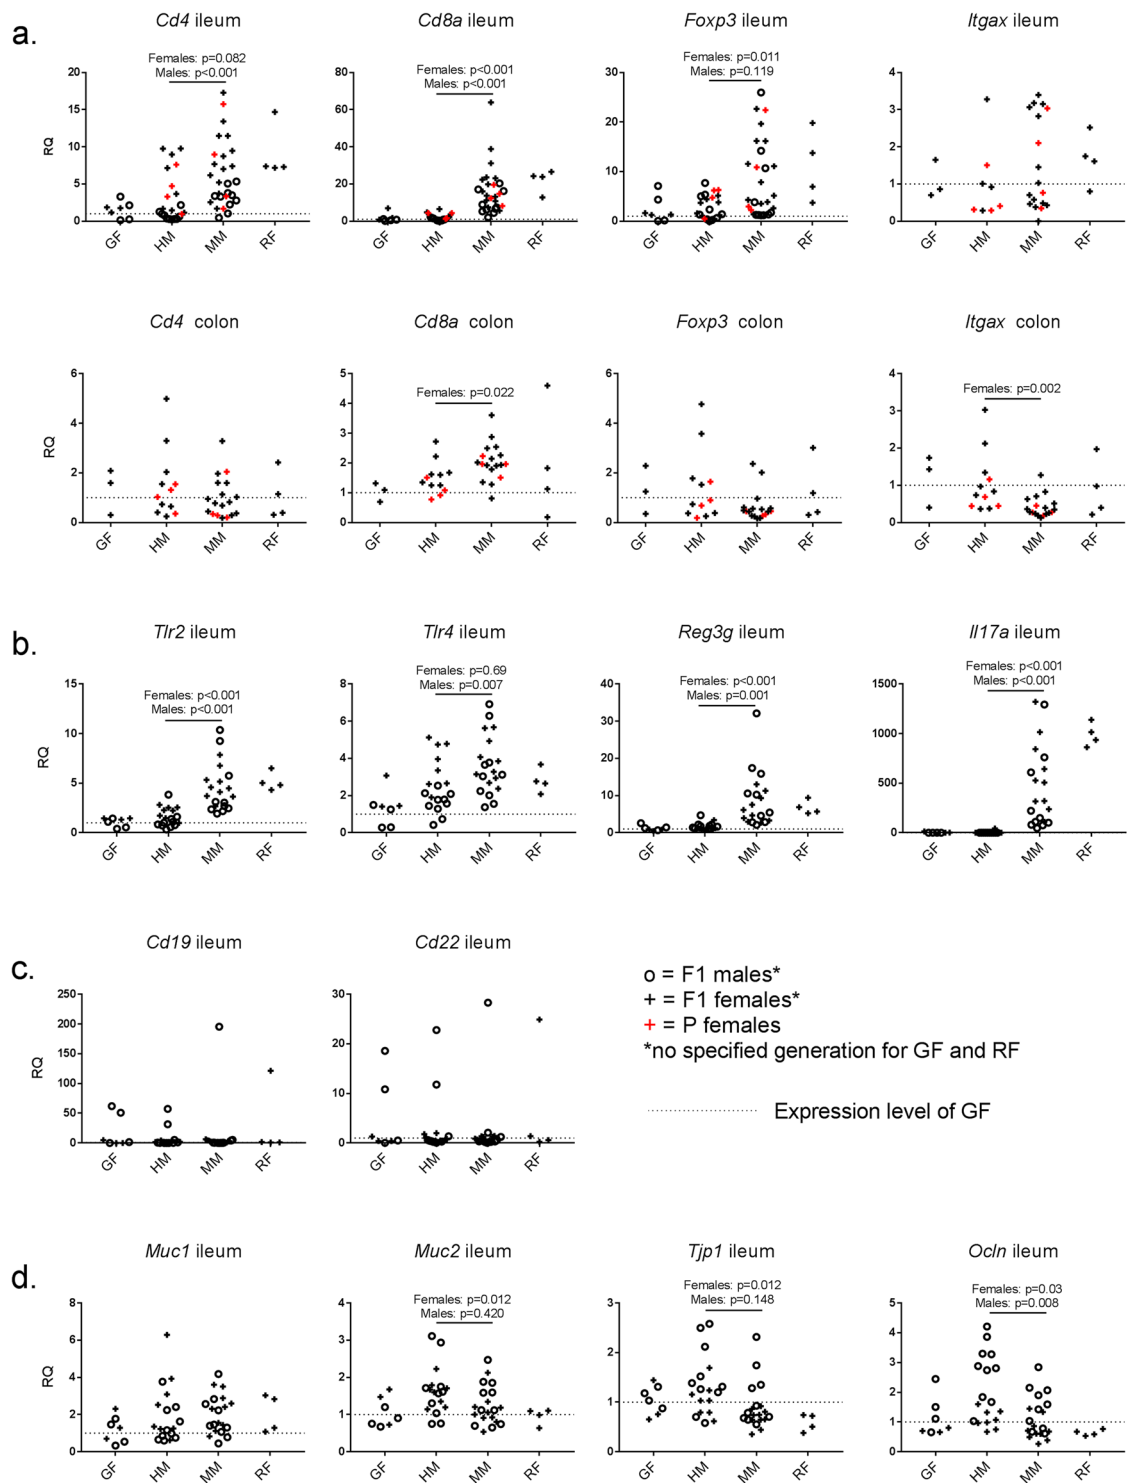 a.
Cd4 ileum
Females: p=0.082
Males: p<0.001
RQ
20
15
10
5
0
GF
HM
MM
RF
Cd8a ileum
Females: p<0.001
Males: p<0.001
80
60
40
20
0
GF
HM
MM
RF
Foxp3 ileum
Females: p=0.011
Males: p=0.119
30
20
10
0
GF
HM
MM
RF
Itgax ileum
4
3
2
1
0
GF
HM
MM
RF
Cd4 colon
RQ
6
4
2
0
GF
HM
MM
RF
Cd8a colon
Females: p=0.022
5
4
3
2
1
0
GF
HM
MM
RF
Foxp3 colon
6
4
2
0
GF
HM
MM
RF
Itgax colon
Females: p=0.002
4
3
2
1
0
GF
HM
MM
RF
b.
Tlr2 ileum
Females: p<0.001
Males: p<0.001
RQ
15
10
5
0
GF
HM
MM
RF
Tlr4 ileum
Females: p=0.69
Males: p=0.007
8
6
4
2
0
GF
HM
MM
RF
Reg3g ileum
Females: p<0.001
Males: p=0.001
40
30
20
10
0
GF
HM
MM
RF
Il17a ileum
Females: p<0.001
Males: p<0.001
1500
1000
500
0
GF
HM
MM
RF
c.
Cd19 ileum
RQ
250
200
150
100
50
0
GF
HM
MM
RF
Cd22 ileum
30
20
10
0
GF
HM
MM
RF
o = F1 males*
+ = F1 females*
+ = P females
*no specified generation for GF and RF
Expression level of GF
d.
Muc1 ileum
RQ
8
6
4
2
0
GF
HM
MM
RF
Muc2 ileum
Females: p=0.012
Males: p=0.420
4
3
2
1
0
GF
HM
MM
RF
Tjp1 ileum
Females: p=0.012
Males: p=0.148
3
2
1
0
GF
HM
MM
RF
Ocln ileum
Females: p=0.03
Males: p=0.008
5
4
3
2
1
0
GF
HM
MM
RF